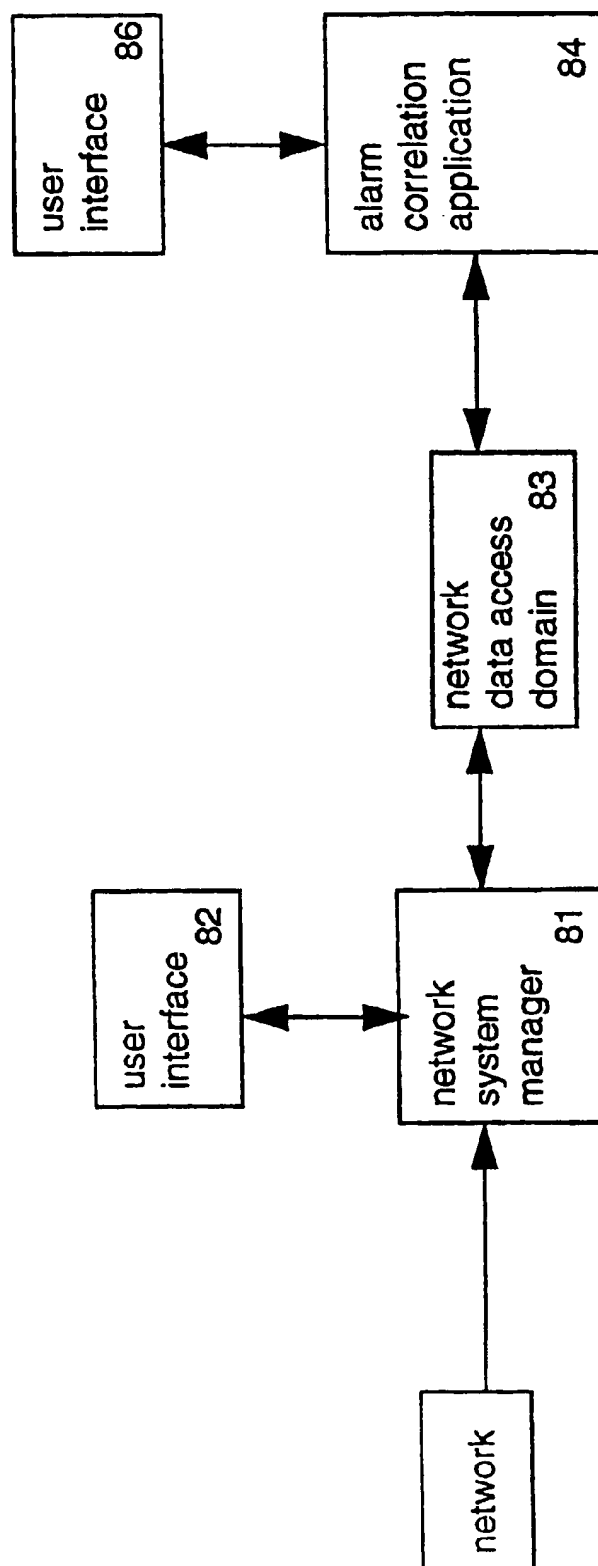 user
interface
86
user
interface
82
network
network
system
manager
81
network
data access
domain
83
alarm
correlation
application
84